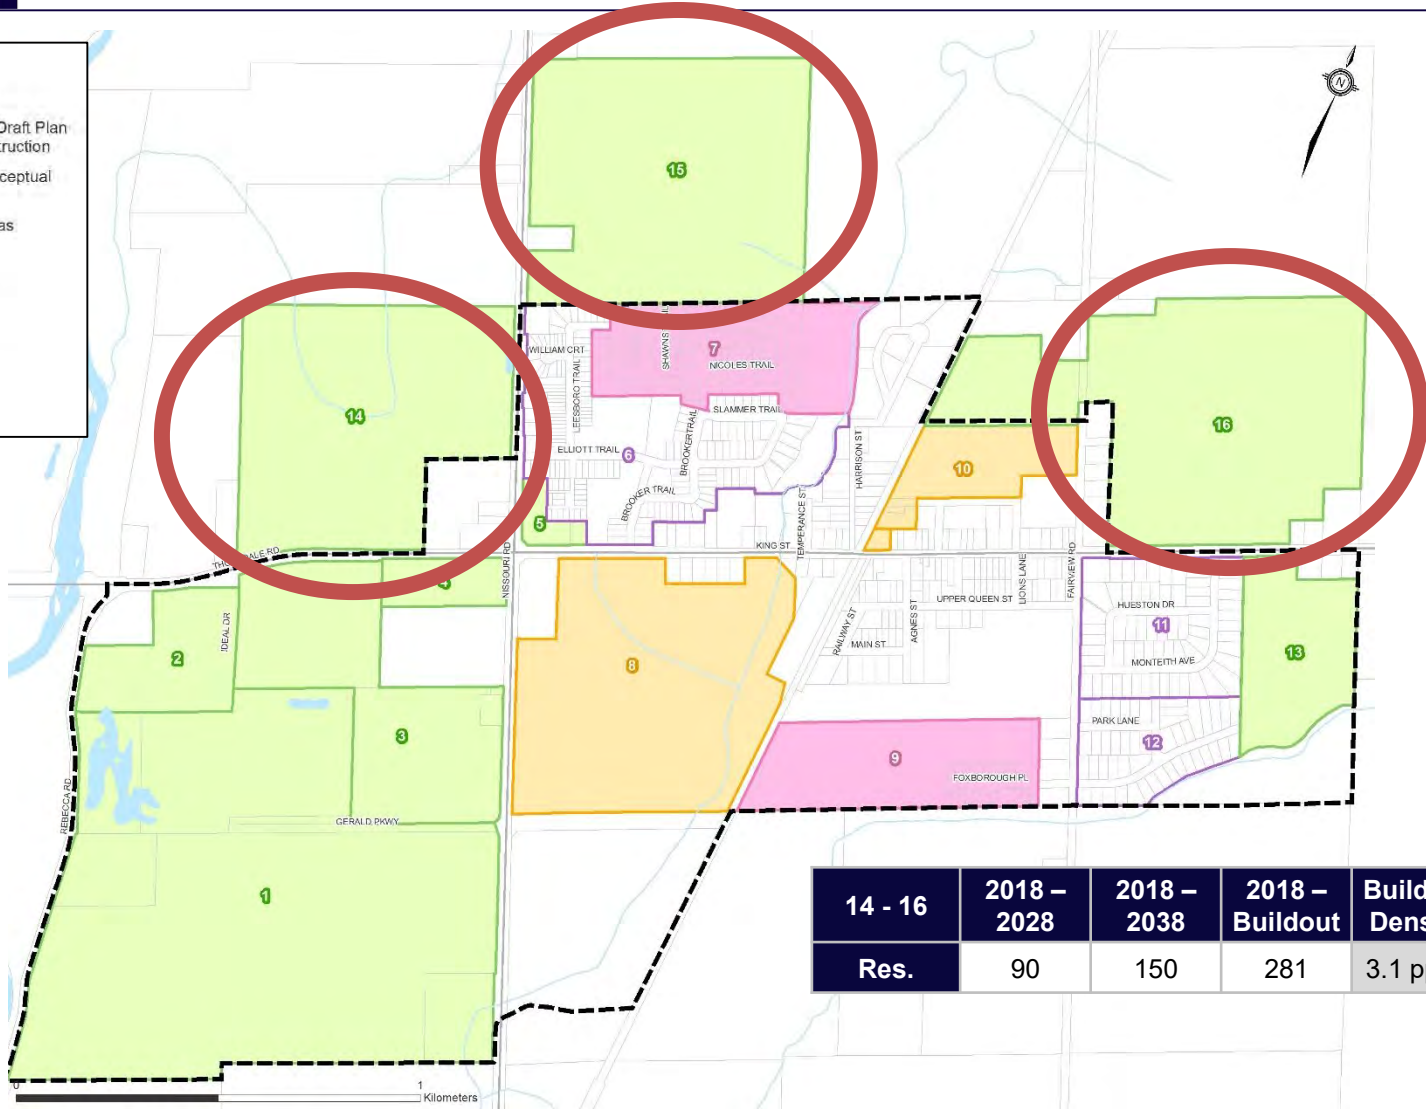 Draft Plan
truction
ceptual
as
N
15
14
16
WILLIAM CRT
LEESBORO TRAIL
7
NICOLES TRAIL
SLAMMER TRAIL
ELLIOTT TRAIL
6
BROOKERTRAIL
BROOKER TRAIL
HARRISON ST
10
5
TEMPERANCE ST
KING ST
NISSOURI RD
4
IDEAL DR
2
3
8
RAILWAY ST
MAIN ST
AGNES ST
UPPER QUEEN ST
LIONS LANE
FAIRVIEW RD
HUESTON DR
11
MONTEITH AVE
13
PARK LANE
12
9
FOXBOROUGH PL
REBECCA RD
GERALD PKWY
1
14 - 16
2018 –
2028
2018 –
2038
2018 –
Buildout
Build
Dens
Res.
90
150
281
3.1 p
0
1
Kilometers